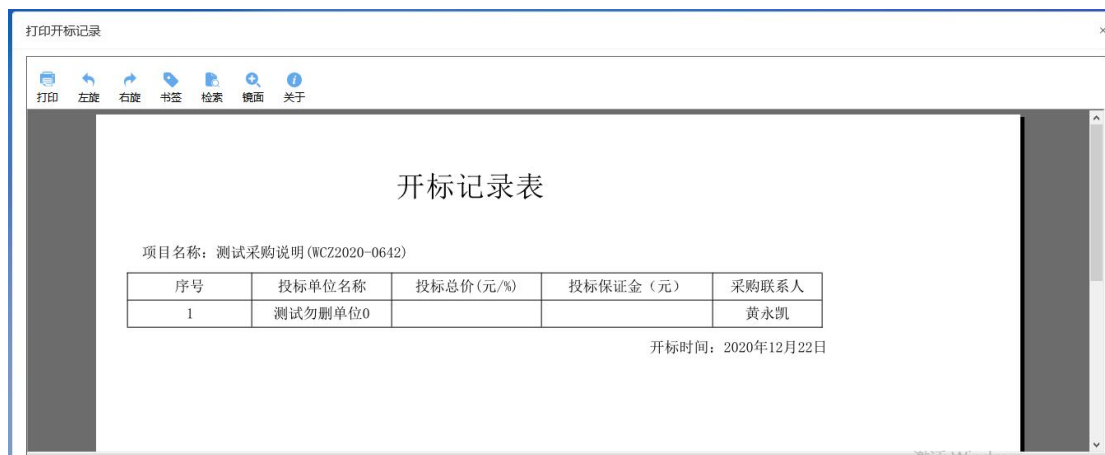 打印开标记录
×
打印 左旋 右旋 书签 检索 镜面 关于
开标记录表
项目名称：测试采购说明(WCZ2020-0642)
序号 投标单位名称 投标总价(元/%) 投标保证金（元） 采购联系人
1 测试勿删单位0 黄永凯
开标时间：2020年12月22日